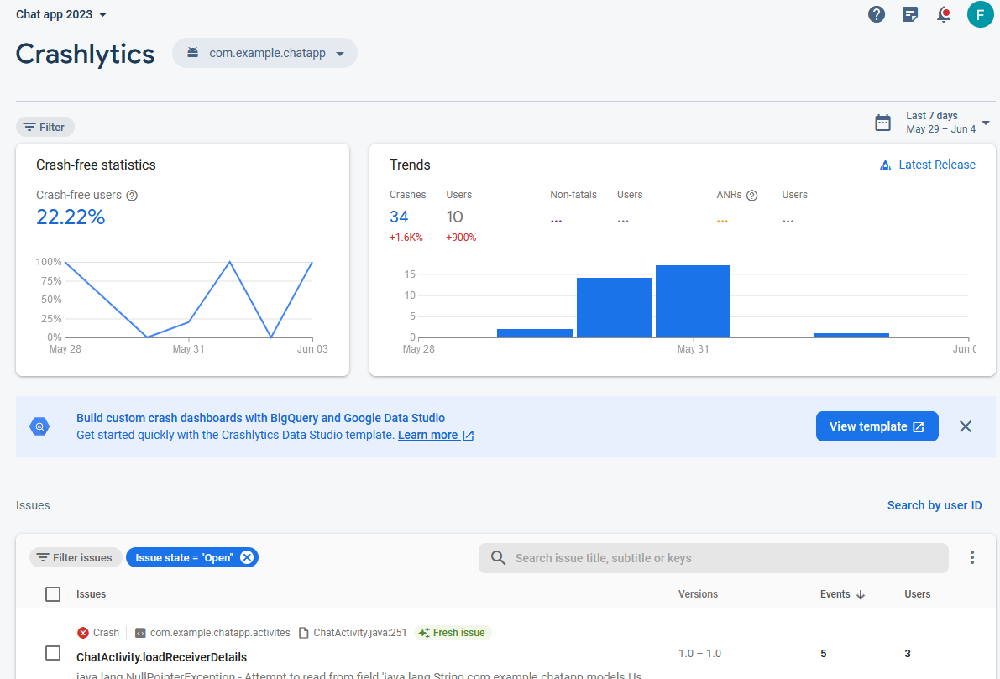 Chat app 2023
F
Crashlytics
com.example.chatapp
Filter
Last 7 days
May 29 – Jun 4
Crash-free statistics
Crash-free users
22.22%
100%
75%
50%
25%
0%
May 28 May 31 Jun 03
Trends
Latest Release
Crashes Users Non-fatals Users ANRs Users
34 10 ... ... ... ...
+1.6K% +900%
15
10
5
0
May 28 May 31 Jun
Build custom crash dashboards with BigQuery and Google Data Studio
Get started quickly with the Crashlytics Data Studio template. Learn more
View template
Issues
Search by user ID
Filter issues
Issue state = "Open"
Search issue title, subtitle or keys
Issues Versions Events Users
Crash com.example.chatapp.activites ChatActivity.java:251 Fresh issue
ChatActivity.loadReceiverDetails 1.0 – 1.0 5 3
java.lang.NullPointerException - Attempt to read from field 'java.lang.String com.example.chatapp.models.Us